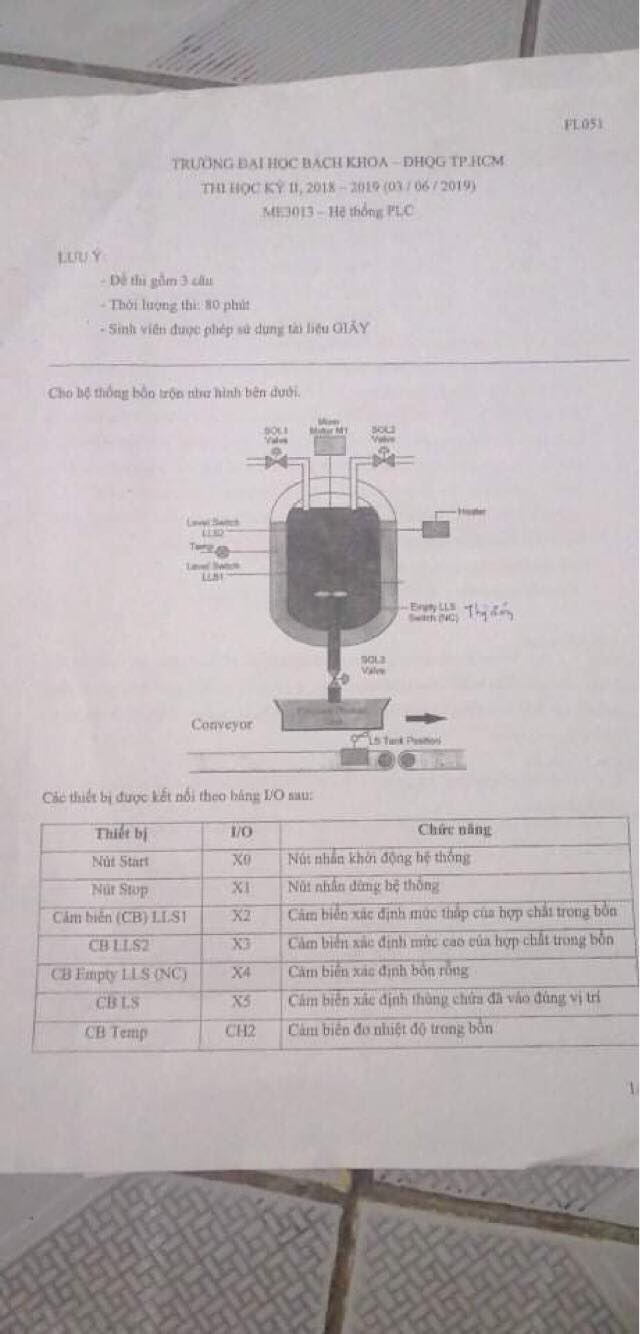 FL051
TRƯỜNG ĐẠI HỌC BÁCH KHOA – ĐHQG TP.HCM
THI HỌC KỲ II, 2018 – 2019 (03 / 06 / 2019)
ME3013 – Hệ thống PLC
LƯU Ý
- Đề thi gồm 3 câu
- Thời lượng thi: 80 phút
- Sinh viên được phép sử dụng tài liệu GIẤY
Cho hệ thống bồn trộn như hình bên dưới.
SOL1 Valve
Mixer Motor M1
SOL2 Valve
Level Switch LLS2
Heater
Temp
Level Switch LLS1
Empty LLS Switch (NC)
SOL3 Valve
Conveyor
LS Tank Position
Các thiết bị được kết nối theo bảng I/O sau:
Thiết bị I/O Chức năng
Nút Start X0 Nút nhấn khởi động hệ thống
Nút Stop X1 Nút nhấn dừng hệ thống
Cảm biến (CB) LLS1 X2 Cảm biến xác định mức thấp của hợp chất trong bồn
CB LLS2 X3 Cảm biến xác định mức cao của hợp chất trong bồn
CB Empty LLS (NC) X4 Cảm biến xác định bồn rỗng
CB LS X5 Cảm biến xác định thùng chứa đã vào đúng vị trí
CB Temp CH2 Cảm biến đo nhiệt độ trong bồn